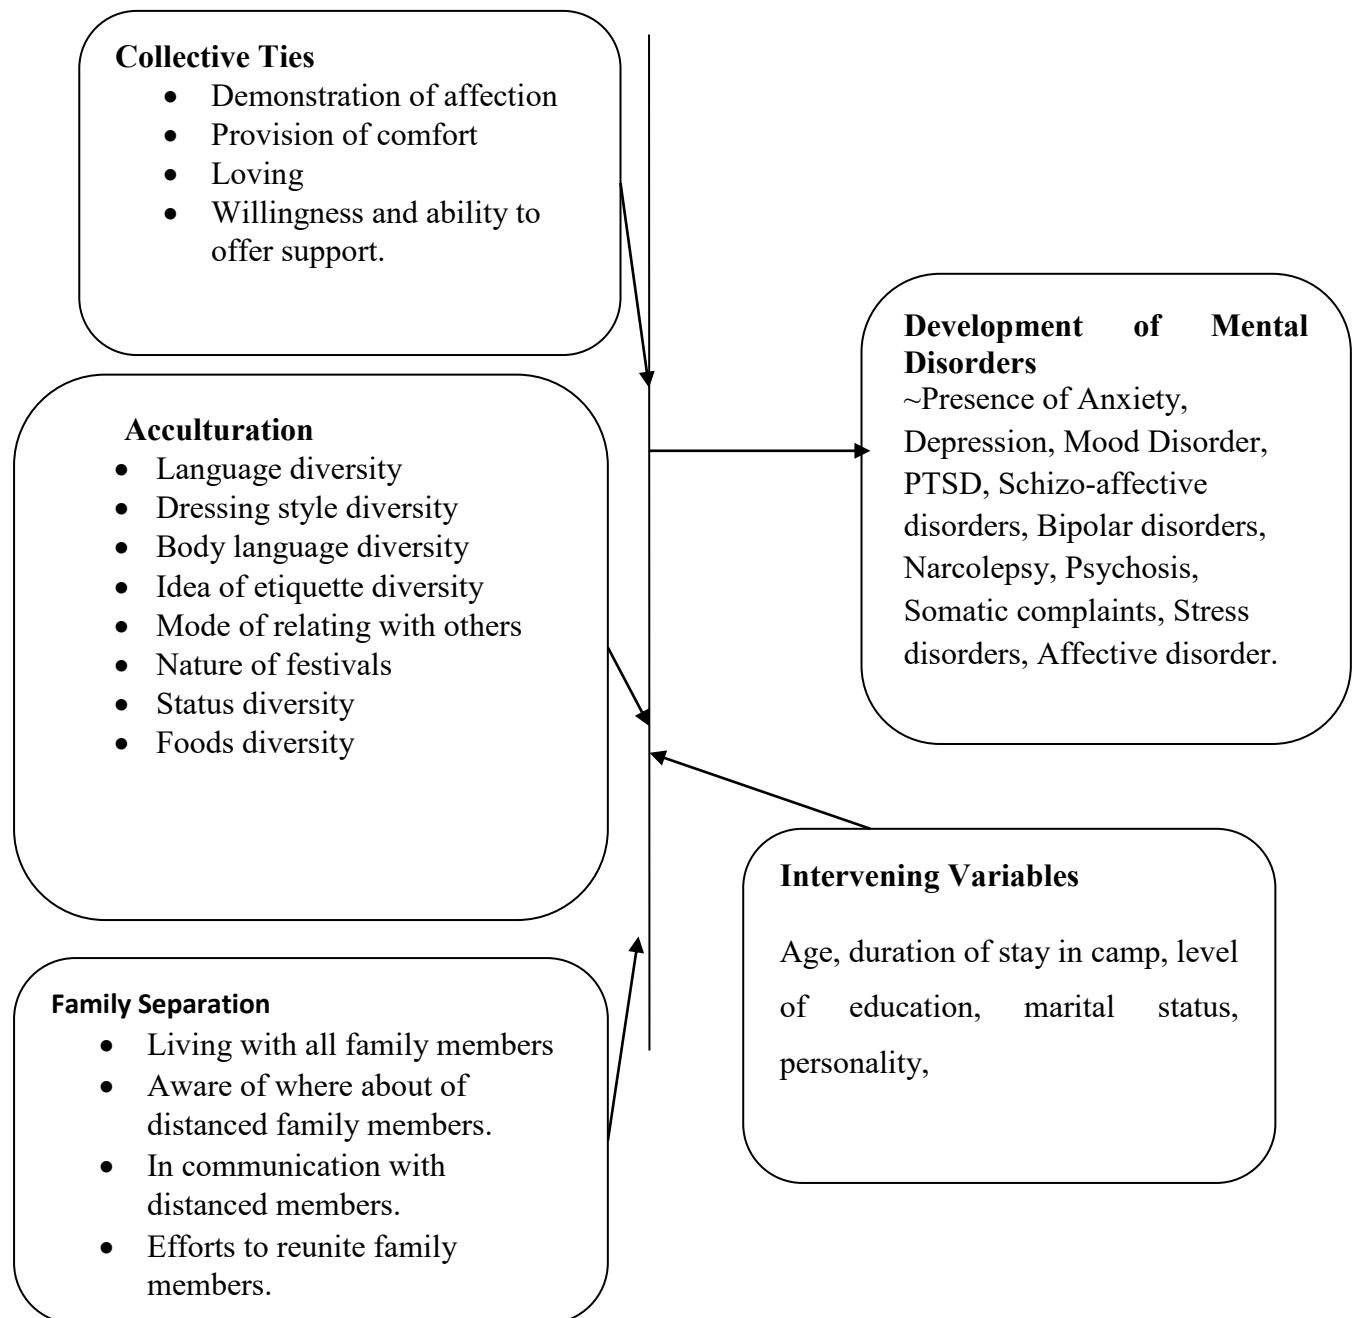 Collective Ties
• Demonstration of affection
• Provision of comfort
• Loving
• Willingness and ability to
offer support.
Acculturation
• Language diversity
• Dressing style diversity
• Body language diversity
• Idea of etiquette diversity
• Mode of relating with others
• Nature of festivals
• Status diversity
• Foods diversity
Family Separation
• Living with all family members
• Aware of where about of
distanced family members.
• In communication with
distanced members.
• Efforts to reunite family
members.
Development of Mental
Disorders
~Presence of Anxiety,
Depression, Mood Disorder,
PTSD, Schizo-affective
disorders, Bipolar disorders,
Narcolepsy, Psychosis,
Somatic complaints, Stress
disorders, Affective disorder.
Intervening Variables
Age, duration of stay in camp, level
of education, marital status,
personality,